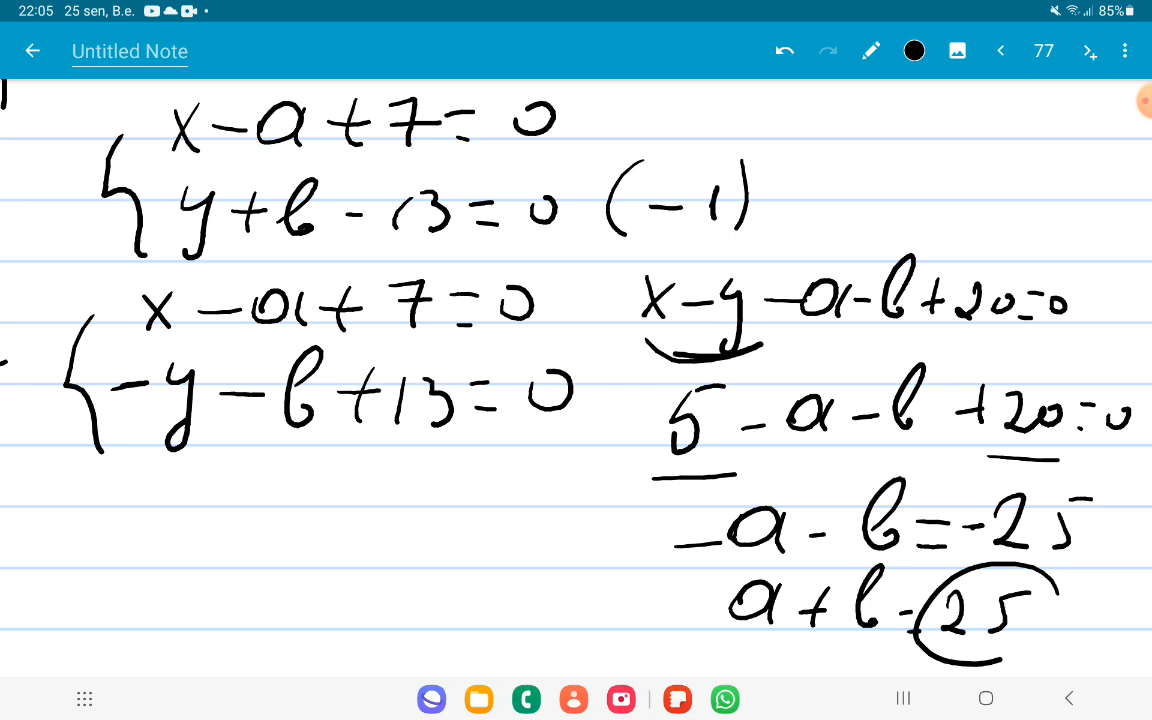 22:05 25 sen, B.e. 85%
Untitled Note 77
x - a + 7 = 0
y + b - 13 = 0 (-1)
x - a + 7 = 0
- y - b + 13 = 0
x - y - a - b + 20 = 0
5 - a - b + 20 = 0
- a - b = - 25
a + b = 25